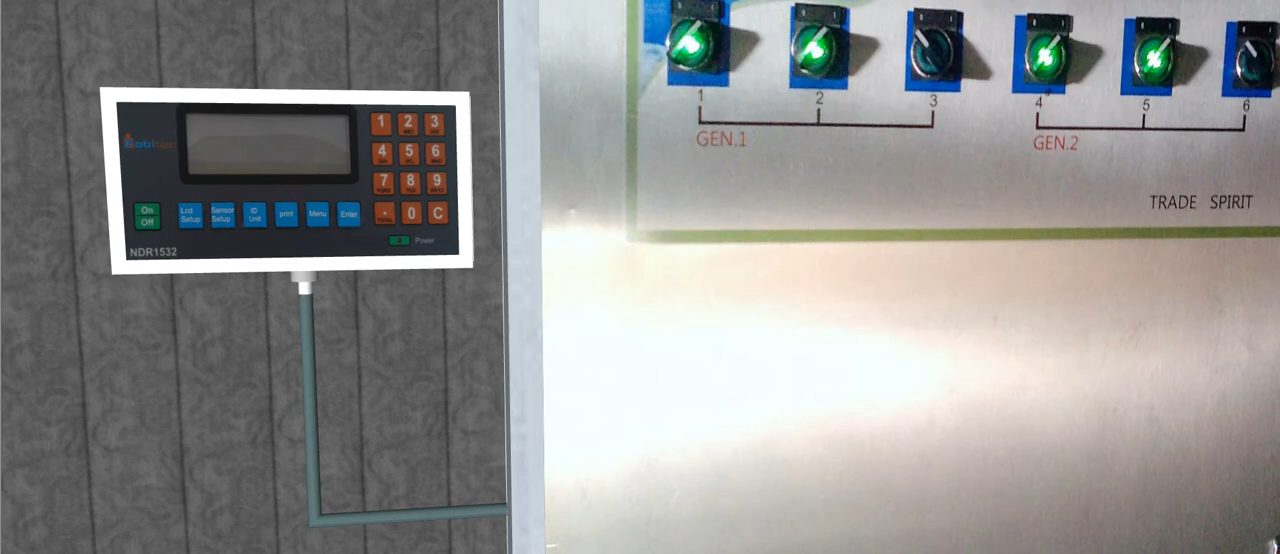 1 2 3
4 5 6
7 8 9
. 0 C
TOTAL
On
Off
Lcd
Setup
Sensor
Setup
ID
Unit
print
Menu
Enter
Power
NDR1532
1 2 3
GEN.1
4 5 6
GEN.2
TRADE SPIRIT